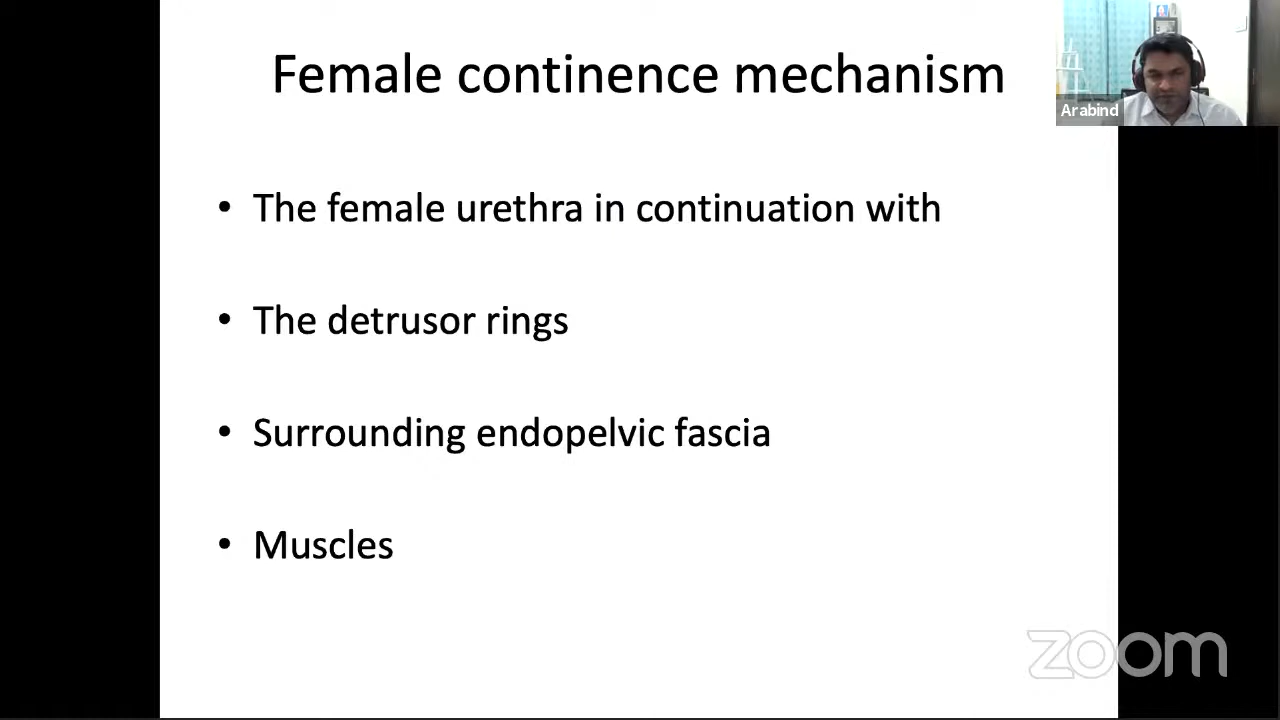 Female continence mechanism
Arabind
• The female urethra in continuation with
• The detrusor rings
• Surrounding endopelvic fascia
• Muscles
zoom